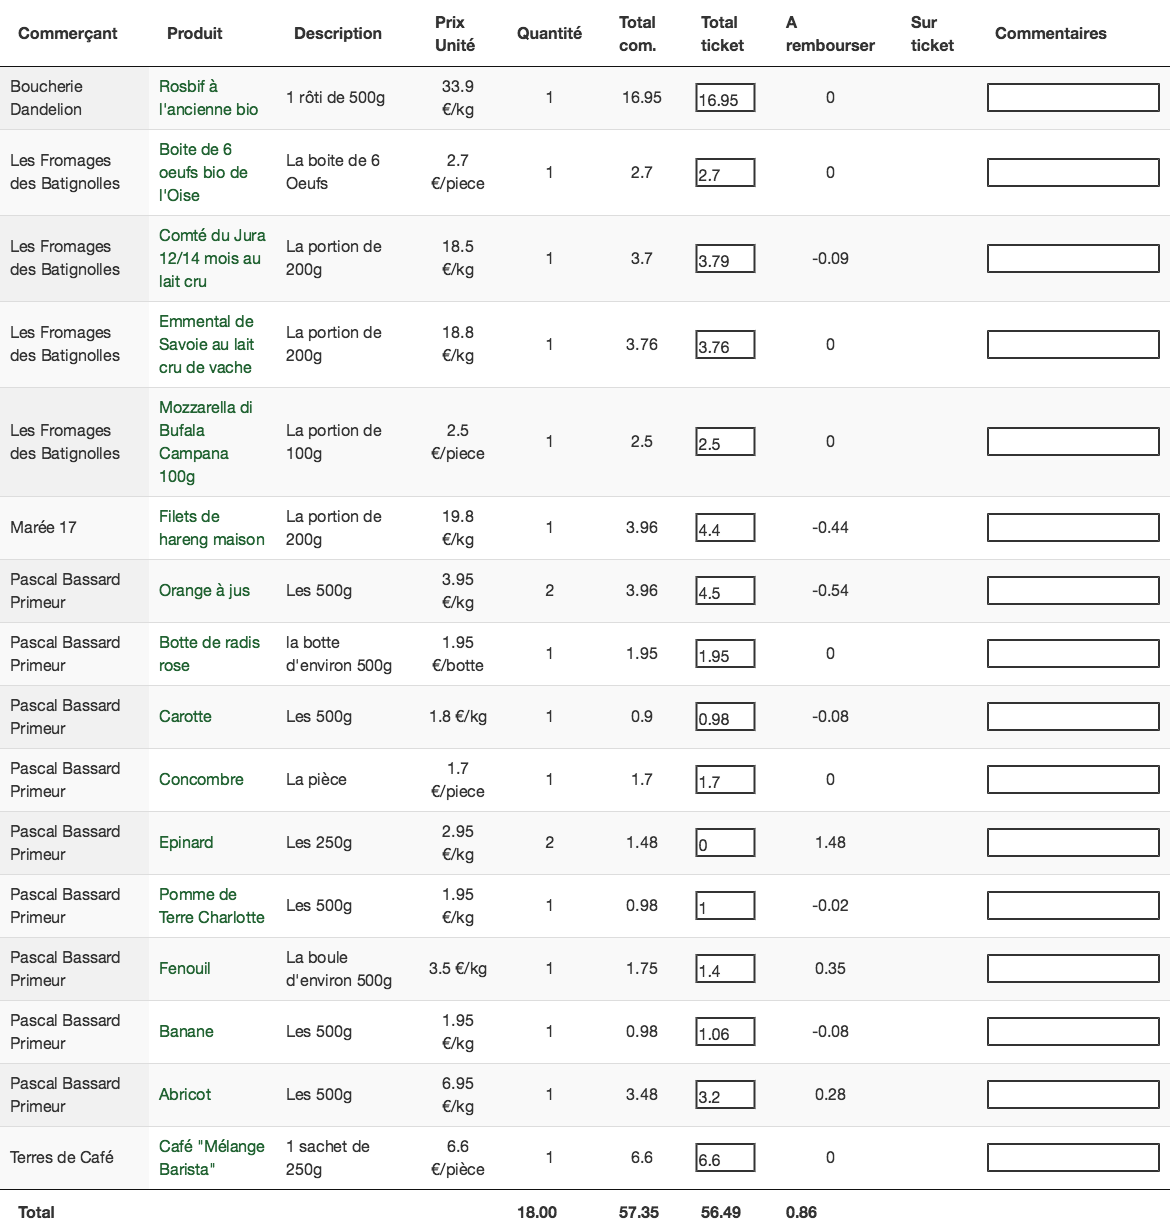 Commerçant Produit Description Prix Unité Quantité Total com. Total ticket A rembourser Sur ticket Commentaires
Boucherie Dandelion Rosbif à l'ancienne bio 1 rôti de 500g 33.9 €/kg 1 16.95 16.95 0
Les Fromages des Batignolles Boite de 6 oeufs bio de l'Oise La boite de 6 Oeufs 2.7 €/piece 1 2.7 2.7 0
Les Fromages des Batignolles Comté du Jura 12/14 mois au lait cru La portion de 200g 18.5 €/kg 1 3.7 3.79 -0.09
Les Fromages des Batignolles Emmental de Savoie au lait cru de vache La portion de 200g 18.8 €/kg 1 3.76 3.76 0
Les Fromages des Batignolles Mozzarella di Bufala Campana 100g La portion de 100g 2.5 €/piece 1 2.5 2.5 0
Marée 17 Filets de hareng maison La portion de 200g 19.8 €/kg 1 3.96 4.4 -0.44
Pascal Bassard Primeur Orange à jus Les 500g 3.95 €/kg 2 3.96 4.5 -0.54
Pascal Bassard Primeur Botte de radis rose la botte d'environ 500g 1.95 €/botte 1 1.95 1.95 0
Pascal Bassard Primeur Carotte Les 500g 1.8 €/kg 1 0.9 0.98 -0.08
Pascal Bassard Primeur Concombre La pièce 1.7 €/piece 1 1.7 1.7 0
Pascal Bassard Primeur Epinard Les 250g 2.95 €/kg 2 1.48 0 1.48
Pascal Bassard Primeur Pomme de Terre Charlotte Les 500g 1.95 €/kg 1 0.98 1 -0.02
Pascal Bassard Primeur Fenouil La boule d'environ 500g 3.5 €/kg 1 1.75 1.4 0.35
Pascal Bassard Primeur Banane Les 500g 1.95 €/kg 1 0.98 1.06 -0.08
Pascal Bassard Primeur Abricot Les 500g 6.95 €/kg 1 3.48 3.2 0.28
Terres de Café Café "Mélange Barista" 1 sachet de 250g 6.6 €/pièce 1 6.6 6.6 0
Total 18.00 57.35 56.49 0.86